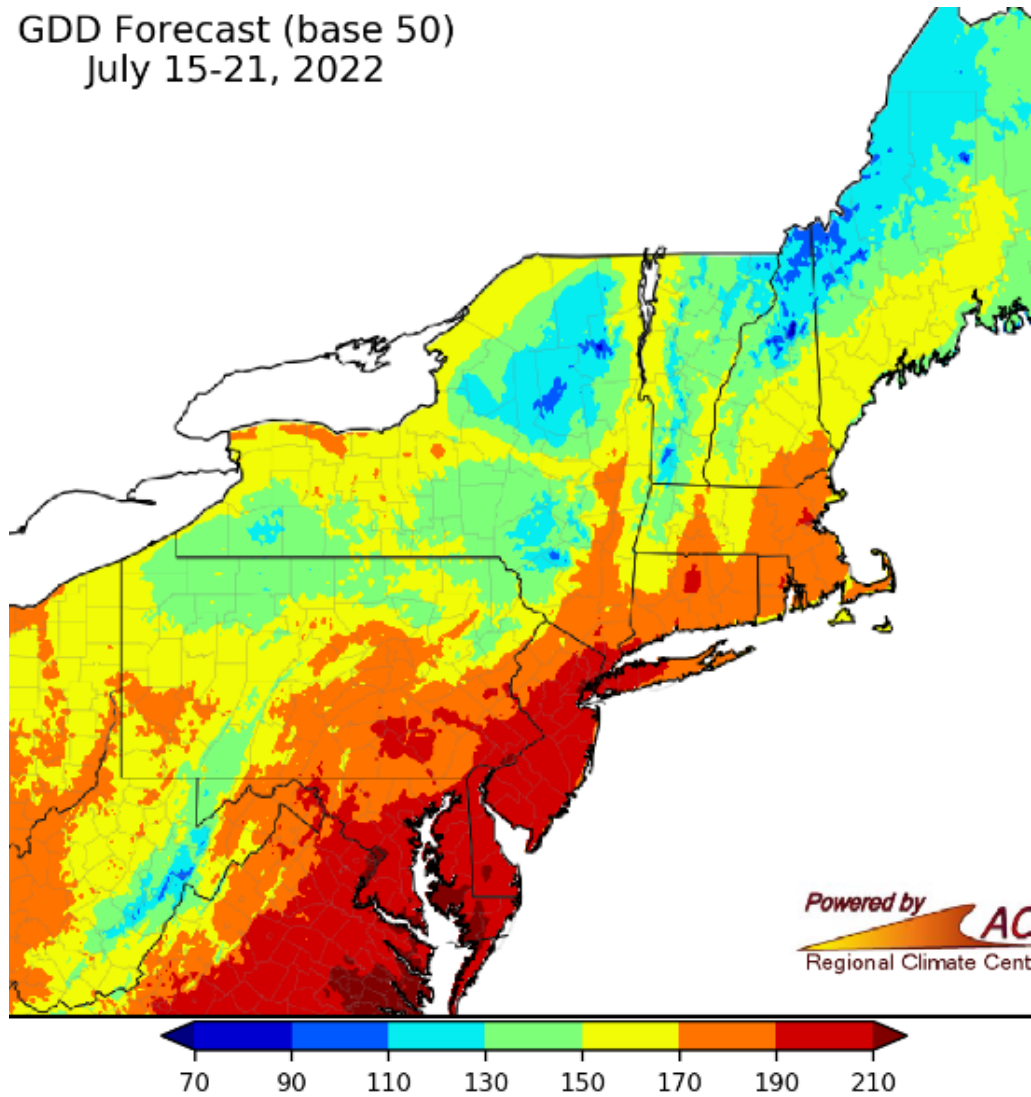 GDD Forecast (base 50)
July 15-21, 2022
Powered by
AC
Regional Climate Cent
70 90 110 130 150 170 190 210